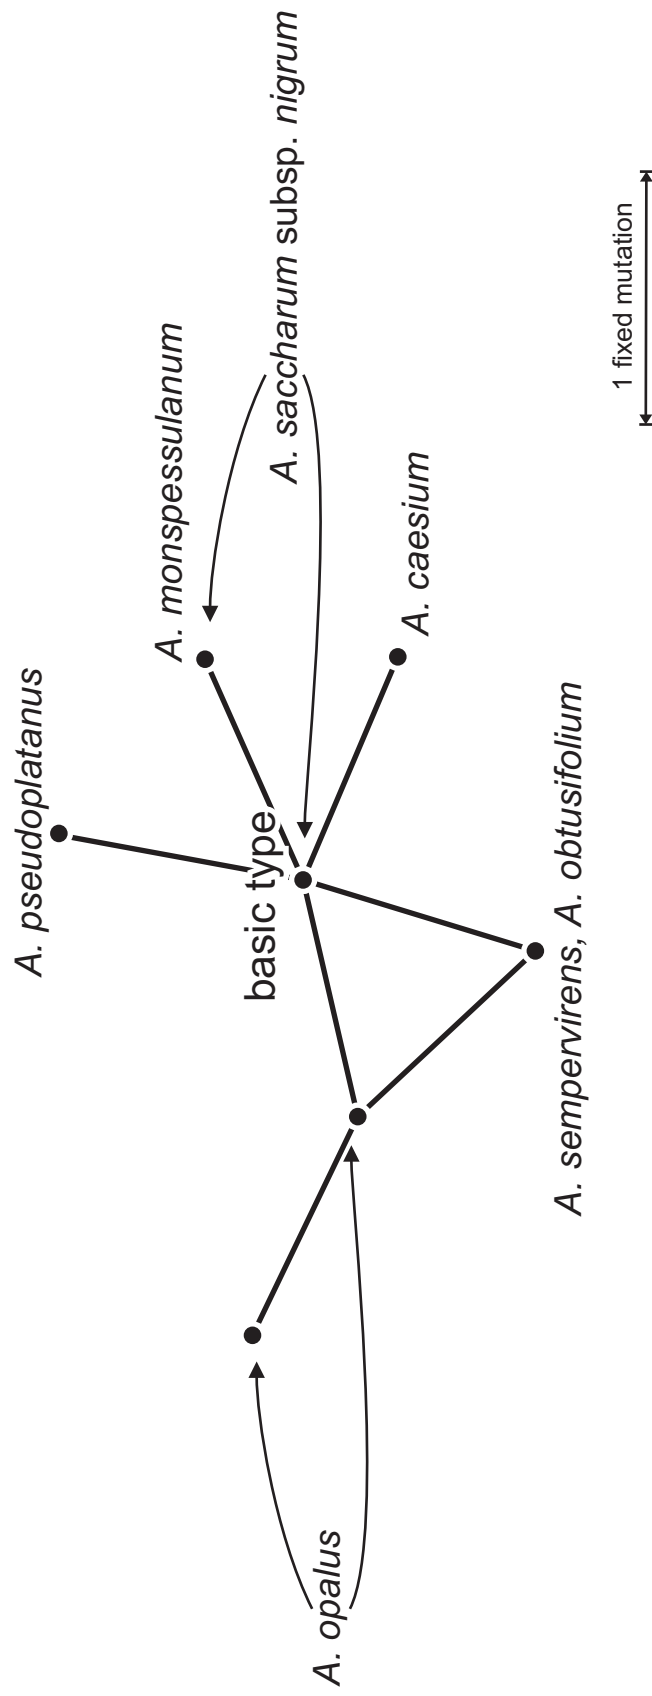 A. pseudoplatanus
A. monspessulanum
A. saccharum subsp. nigrum
basic type
A. caesium
A. opalus
A. sempervirens, A. obtusifolium
1 fixed mutation